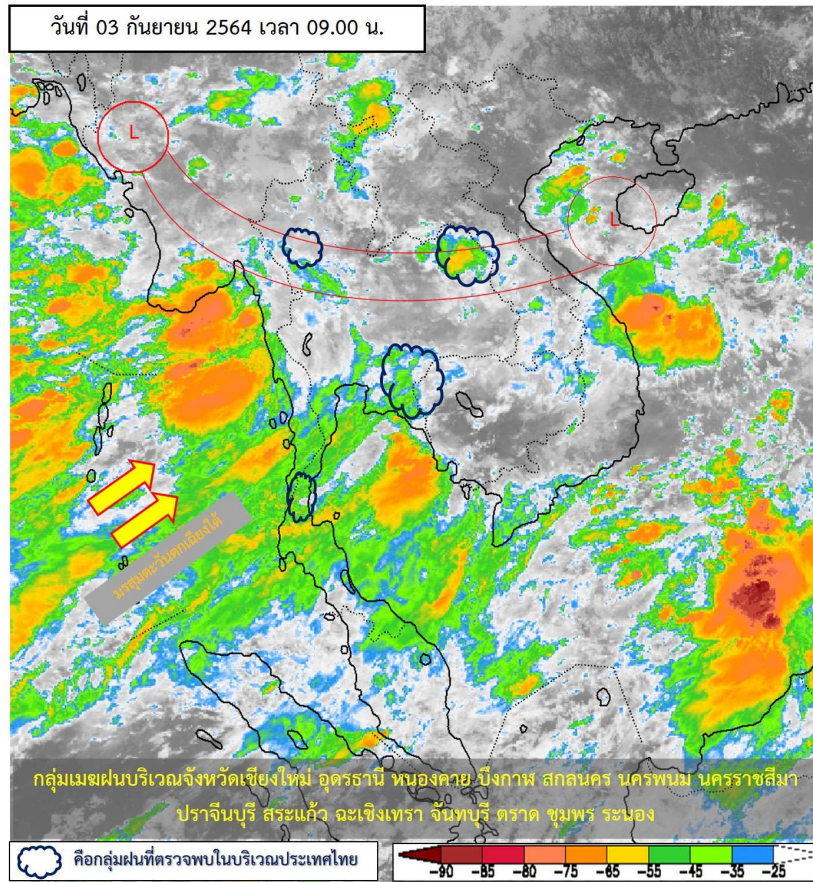 วันที่ 03 กันยายน 2564 เวลา 09.00 น.
L
L
มรสุมตะวันตกเฉียงใต้
กลุ่มเมฆฝนบริเวณจังหวัดเชียงใหม่ อุดรธานี หนองคาย บึงกาฬ สกลนคร นครพนม นครราชสีมา
ปราจีนบุรี สระแก้ว ฉะเชิงเทรา จันทบุรี ตราด ชุมพร ระนอง
คือกลุ่มฝนที่ตรวจพบในบริเวณประเทศไทย
-90 -85 -80 -75 -65 -55 -45 -35 -25